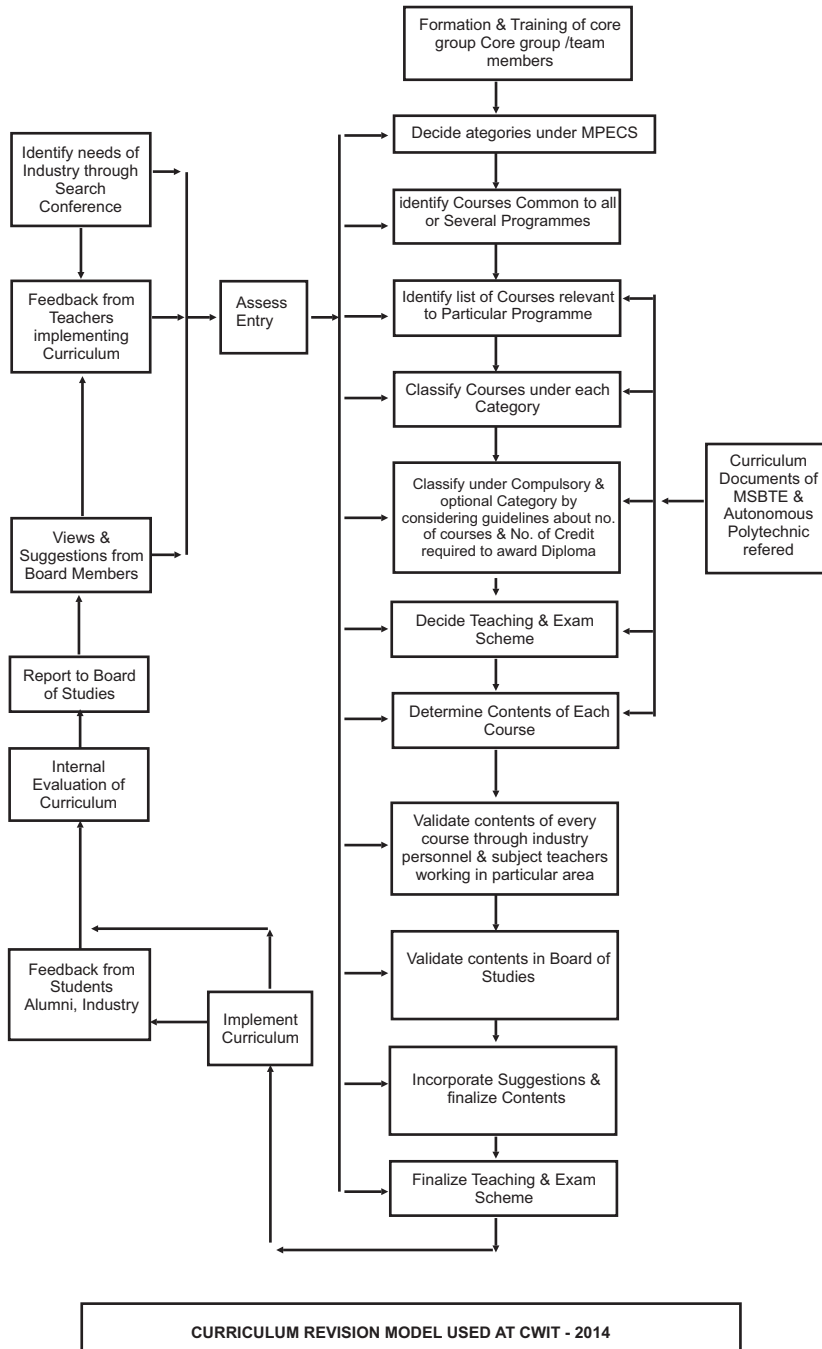 Formation & Training of core
group Core group /team
members
Decide ategories under MPECS
identify Courses Common to all
or Several Programmes
Identify list of Courses relevant
to Particular Programme
Classify Courses under each
Category
Classify under Compulsory &
optional Category by
considering guidelines about no.
of courses & No. of Credit
required to award Diploma
Decide Teaching & Exam
Scheme
Determine Contents of Each
Course
Validate contents of every
course through industry
personnel & subject teachers
working in particular area
Validate contents in Board of
Studies
Incorporate Suggestions &
finalize Contents
Finalize Teaching & Exam
Scheme
Identify needs of
Industry through
Search
Conference
Feedback from
Teachers
implementing
Curriculum
Views &
Suggestions from
Board Members
Report to Board
of Studies
Internal
Evaluation of
Curriculum
Feedback from
Students
Alumni, Industry
Implement
Curriculum
Assess
Entry
Curriculum
Documents of
MSBTE &
Autonomous
Polytechnic
refered
CURRICULUM REVISION MODEL USED AT CWIT - 2014